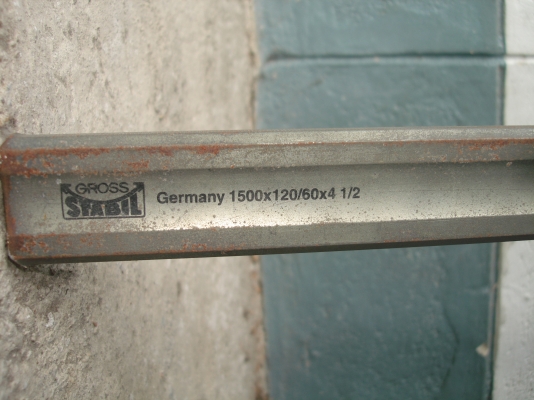 GROSS
STABIL
Germany 1500x120/60x4 1/2